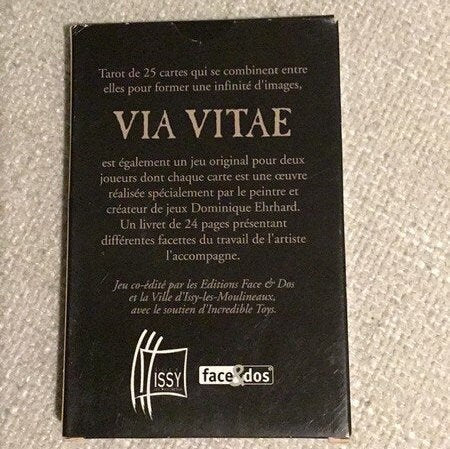 Tarot de 25 cartes qui se combinent entre
elles pour former une infinité d'images,
VIA VITAE
est également un jeu original pour deux
joueurs dont chaque carte est une œuvre
réalisée spécialement par le peintre et
créateur de jeux Dominique Ehrhard.
Un livret de 24 pages présentant
différentes facettes du travail de l'artiste
l'accompagne.
Jeu co-édité par les Editions Face & Dos
et la Ville d'Issy-les-Moulineaux,
avec le soutien d'Incredible Toys.
ISSY
face&dos